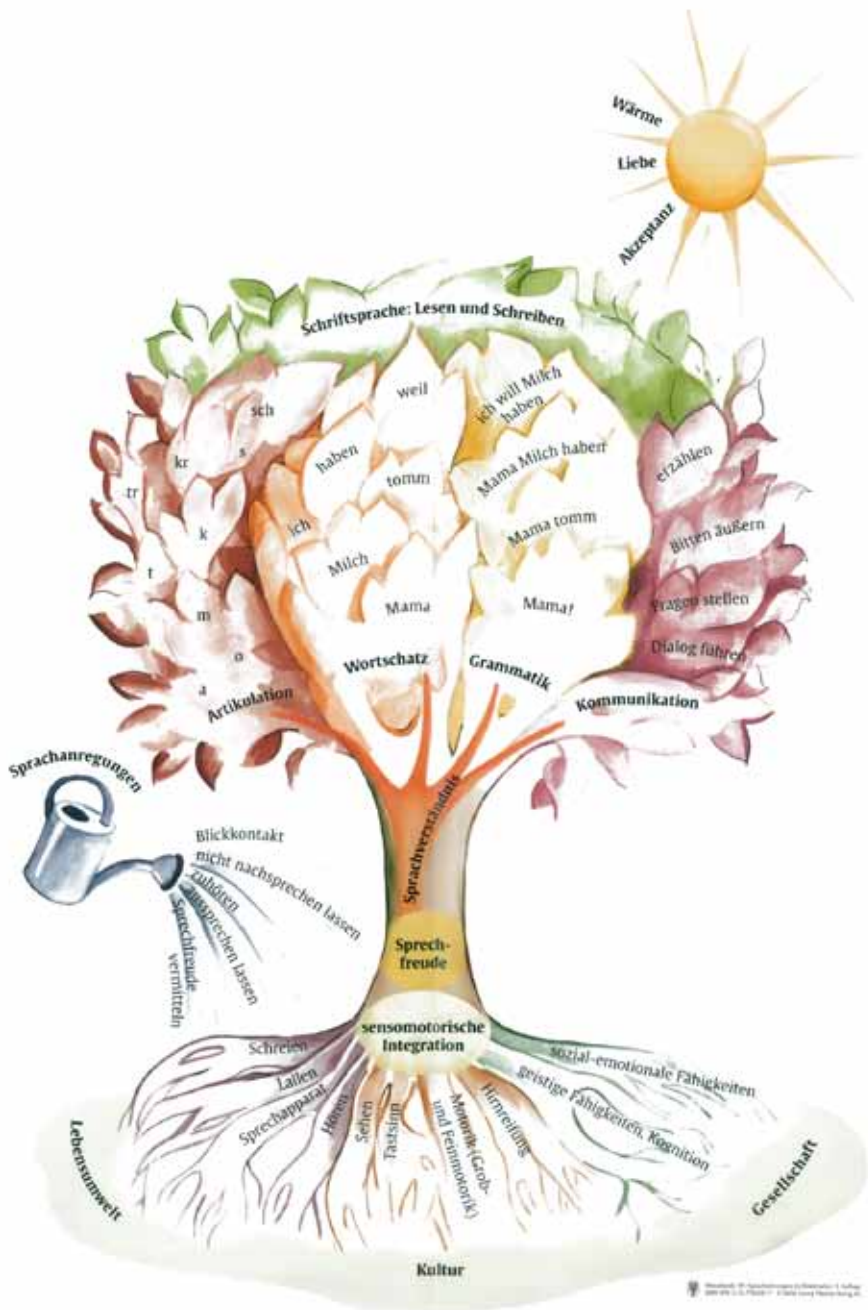 Wärme
Liebe
Akzeptanz
Schriftsprache: Lesen und Schreiben
sch
s
kr
tr
k
t
m
o
a
Artikulation
weil
haben
tomm
ich
Milch
Mama
Wortschatz
ich will Milch
haben
Mama Milch haben
Mama tomm
Mama!
Grammatik
erzählen
Bitten äußern
Fragen stellen
Dialog führen
Kommunikation
Sprachanregungen
Blickkontakt
nicht nachsprechen lassen
zuhören
aussprechen lassen
Sprechfreude
vermitteln
Sprachverständnis
Sprech-
freude
sensomotorische
Integration
Schreien
Lallen
Sprechapparat
Hören
Sehen
Tastsinn
Motorik (Grob-
und Feinmotorik)
Hirnreifung
geistige Fähigkeiten, Kognition
sozial-emotionale Fähigkeiten
Lebensumwelt
Kultur
Gesellschaft